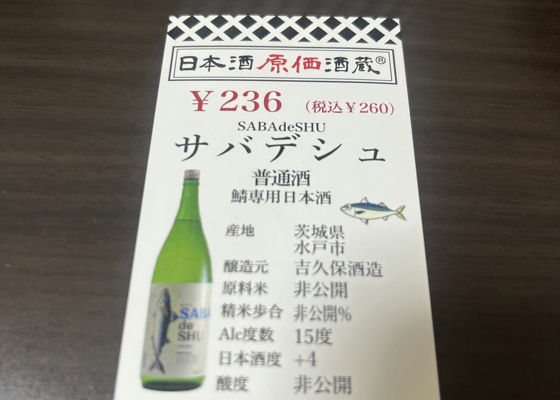 日本酒原価酒蔵®
￥236 （税込￥260）
SABAdeSHU
サバデシュ
普通酒
鯖専用日本酒
産地 茨城県
水戸市
醸造元 吉久保酒造
原料米 非公開
精米歩合 非公開%
Alc度数 15度
日本酒度 +4
酸度 非公開
SABA
de
SHU